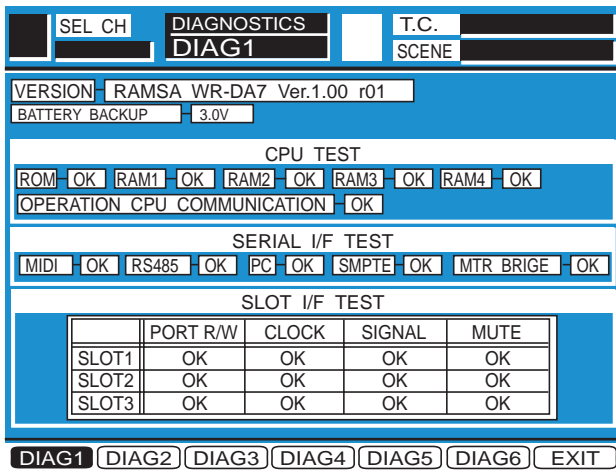 SEL CH DIAGNOSTICS T.C.
DIAG1 SCENE
VERSION RAMSA WR-DA7 Ver.1.00 r01
BATTERY BACKUP 3.0V
CPU TEST
ROM OK RAM1 OK RAM2 OK RAM3 OK RAM4 OK
OPERATION CPU COMMUNICATION OK
SERIAL I/F TEST
MIDI OK RS485 OK PC OK SMPTE OK MTR BRIGE OK
SLOT I/F TEST
PORT R/W CLOCK SIGNAL MUTE
SLOT1 OK OK OK OK
SLOT2 OK OK OK OK
SLOT3 OK OK OK OK
DIAG1 DIAG2 DIAG3 DIAG4 DIAG5 DIAG6 EXIT